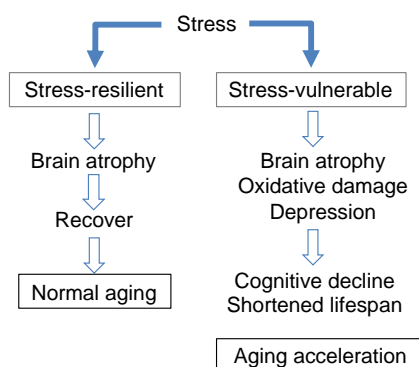 Stress
Stress-resilient
Brain atrophy
Recover
Normal aging
Stress-vulnerable
Brain atrophy
Oxidative damage
Depression
Cognitive decline
Shortened lifespan
Aging acceleration